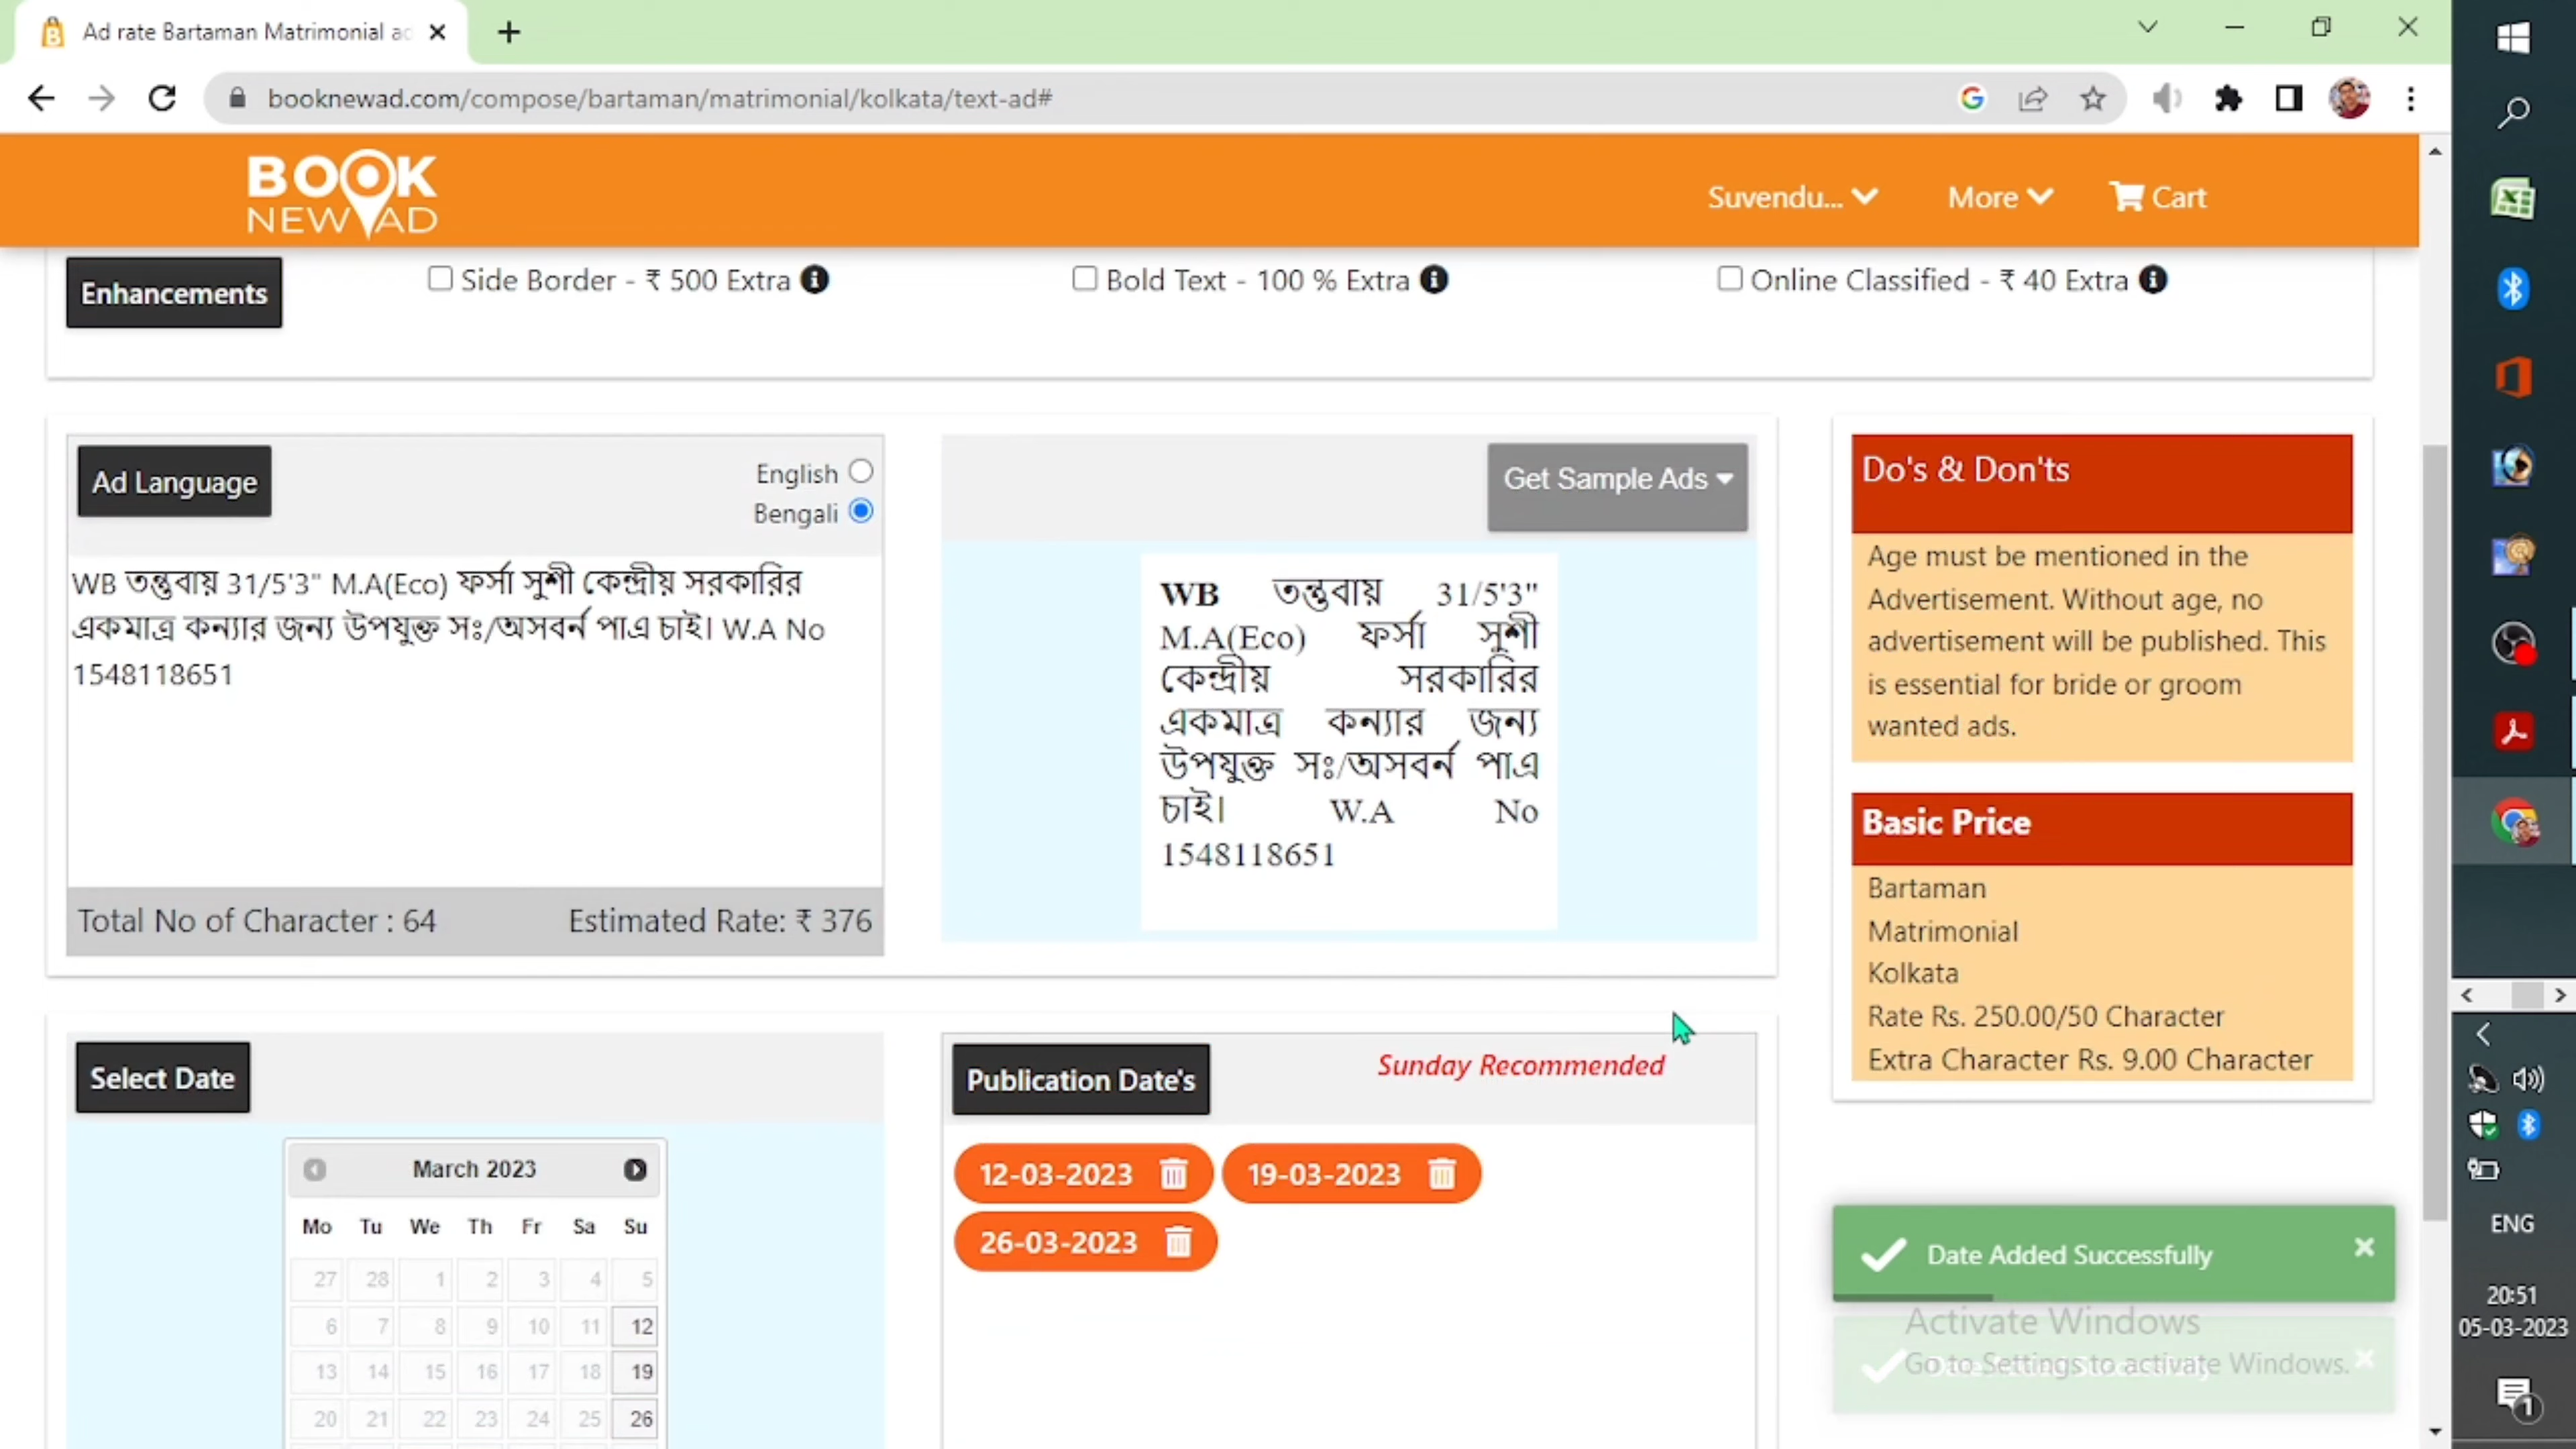 Ad rate Bartaman Matrimonial ad
booknewad.com/compose/bartaman/matrimonial/kolkata/text-ad#
BOOK
NEW AD
Suvendu...
More
Cart
Enhancements
Side Border - ₹ 500 Extra
Bold Text - 100 % Extra
Online Classified - ₹ 40 Extra
Ad Language
English
Bengali
WB তন্তুবায় 31/5'3" M.A(Eco) ফর্সা সুশ্রী কেন্দ্রীয় সরকারির
একমাত্র কন্যার জন্য উপযুক্ত সঃ/অসবর্ন পাএ চাই। W.A No
1548118651
Total No of Character : 64
Estimated Rate: ₹ 376
Get Sample Ads
WB তন্তুবায় 31/5'3"
M.A(Eco) ফর্সা সুশ্রী
কেন্দ্রীয় সরকারির
একমাত্র কন্যার জন্য
উপযুক্ত সঃ/অসবর্ন পাএ
চাই। W.A No
1548118651
Do's & Don'ts
Age must be mentioned in the
Advertisement. Without age, no
advertisement will be published. This
is essential for bride or groom
wanted ads.
Basic Price
Bartaman
Matrimonial
Kolkata
Rate Rs. 250.00/50 Character
Extra Character Rs. 9.00 Character
Select Date
March 2023
Mo Tu We Th Fr Sa Su
27 28 1 2 3 4 5
6 7 8 9 10 11 12
13 14 15 16 17 18 19
20 21 22 23 24 25 26
Publication Date's
Sunday Recommended
12-03-2023
19-03-2023
26-03-2023
Date Added Successfully
Activate Windows
Go to Settings to activate Windows.
ENG
20:51
05-03-2023
1